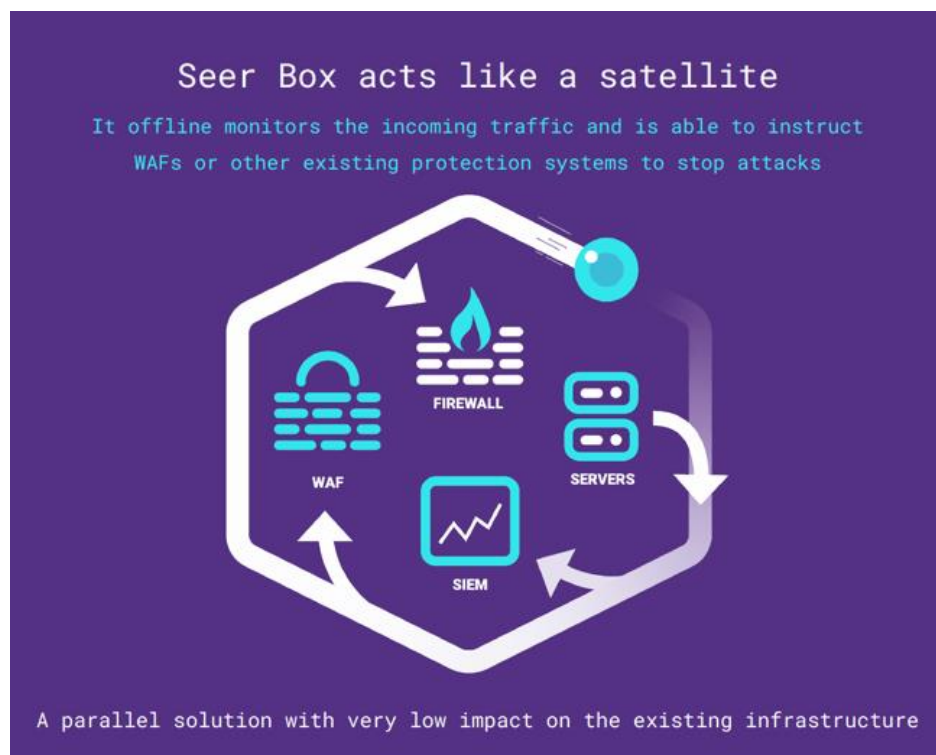 Seer Box acts like a satellite
It offline monitors the incoming traffic and is able to instruct
WAFs or other existing protection systems to stop attacks
FIREWALL
WAF
SERVERS
SIEM
A parallel solution with very low impact on the existing infrastructure